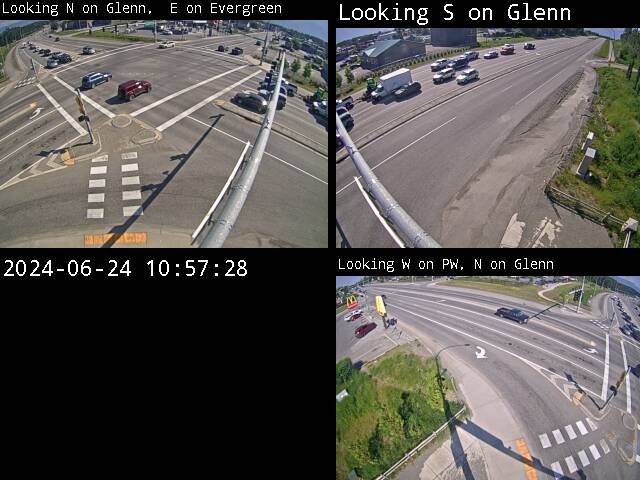 Looking N on Glenn,  E on Evergreen
Looking S on Glenn
2024-06-24 10:57:28
Looking W on PW, N on Glenn